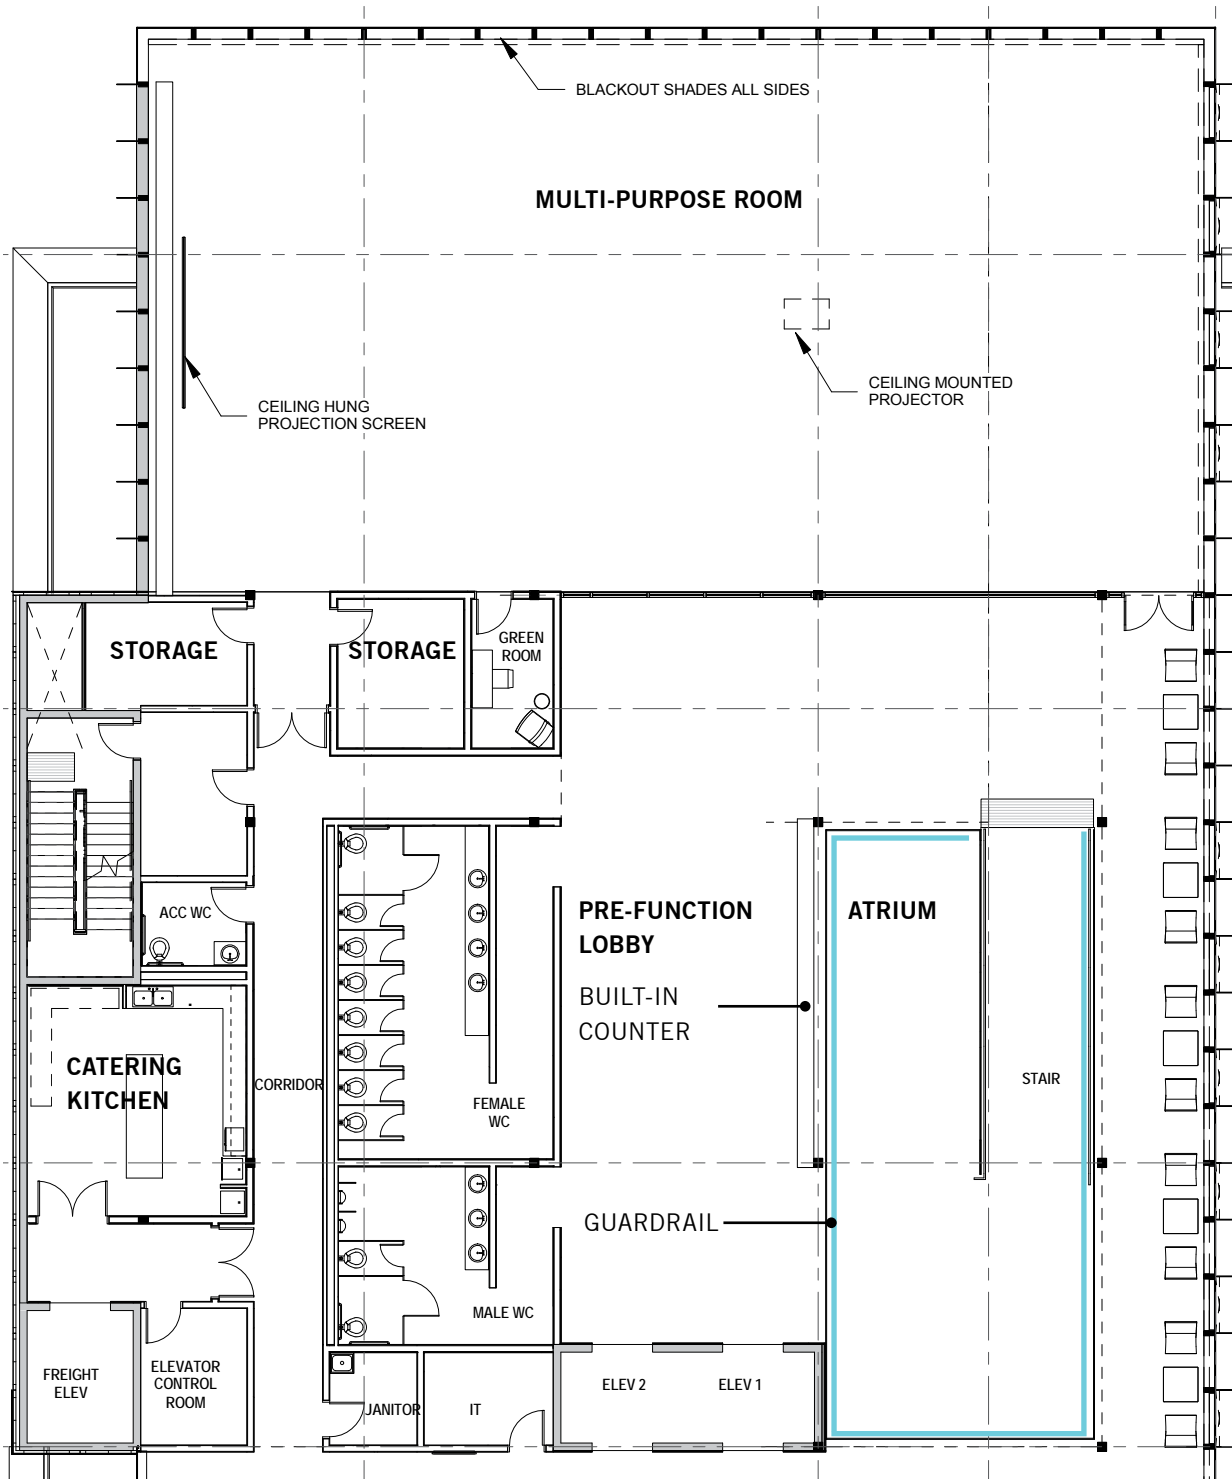 BLACKOUT SHADES ALL SIDES
MULTI-PURPOSE ROOM
CEILING MOUNTED
PROJECTOR
CEILING HUNG
PROJECTION SCREEN
STORAGE
STORAGE
GREEN
ROOM
ACC WC
PRE-FUNCTION
LOBBY
ATRIUM
BUILT-IN
COUNTER
CATERING
KITCHEN
CORRIDOR
FEMALE
WC
STAIR
GUARDRAIL
MALE WC
FREIGHT
ELEV
ELEVATOR
CONTROL
ROOM
JANITOR
IT
ELEV 2
ELEV 1